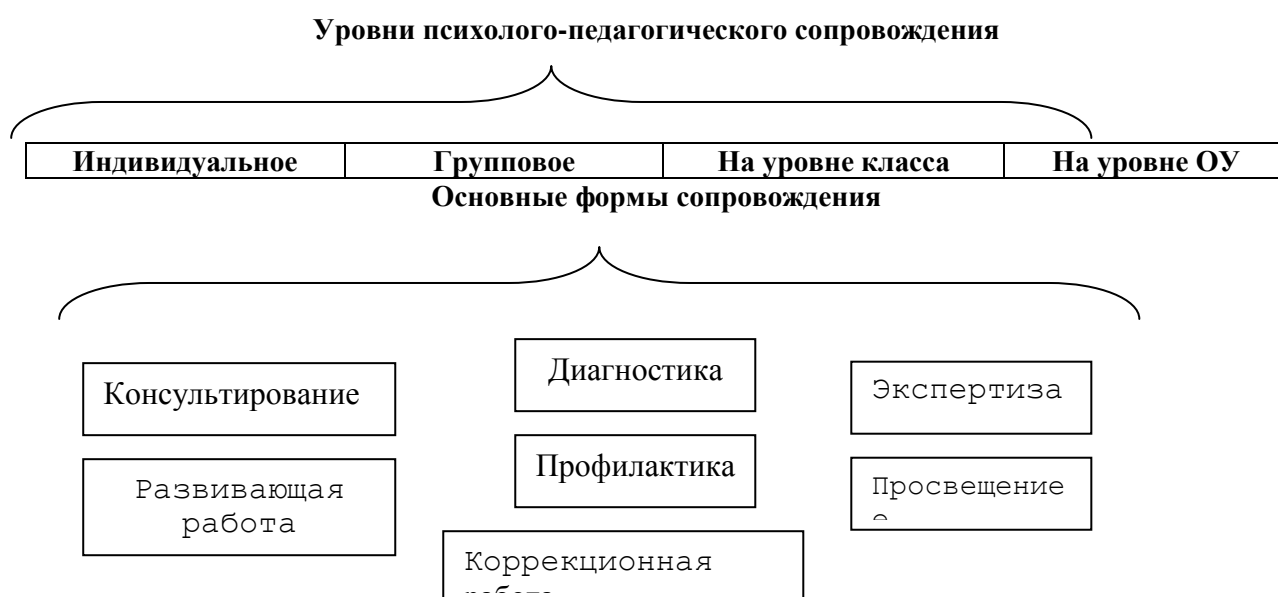 Уровни психолого-педагогического сопровождения
Индивидуальное Групповое На уровне класса На уровне ОУ
Основные формы сопровождения
Консультирование
Диагностика
Экспертиза
Развивающая
работа
Профилактика
Просвещение
Коррекционная